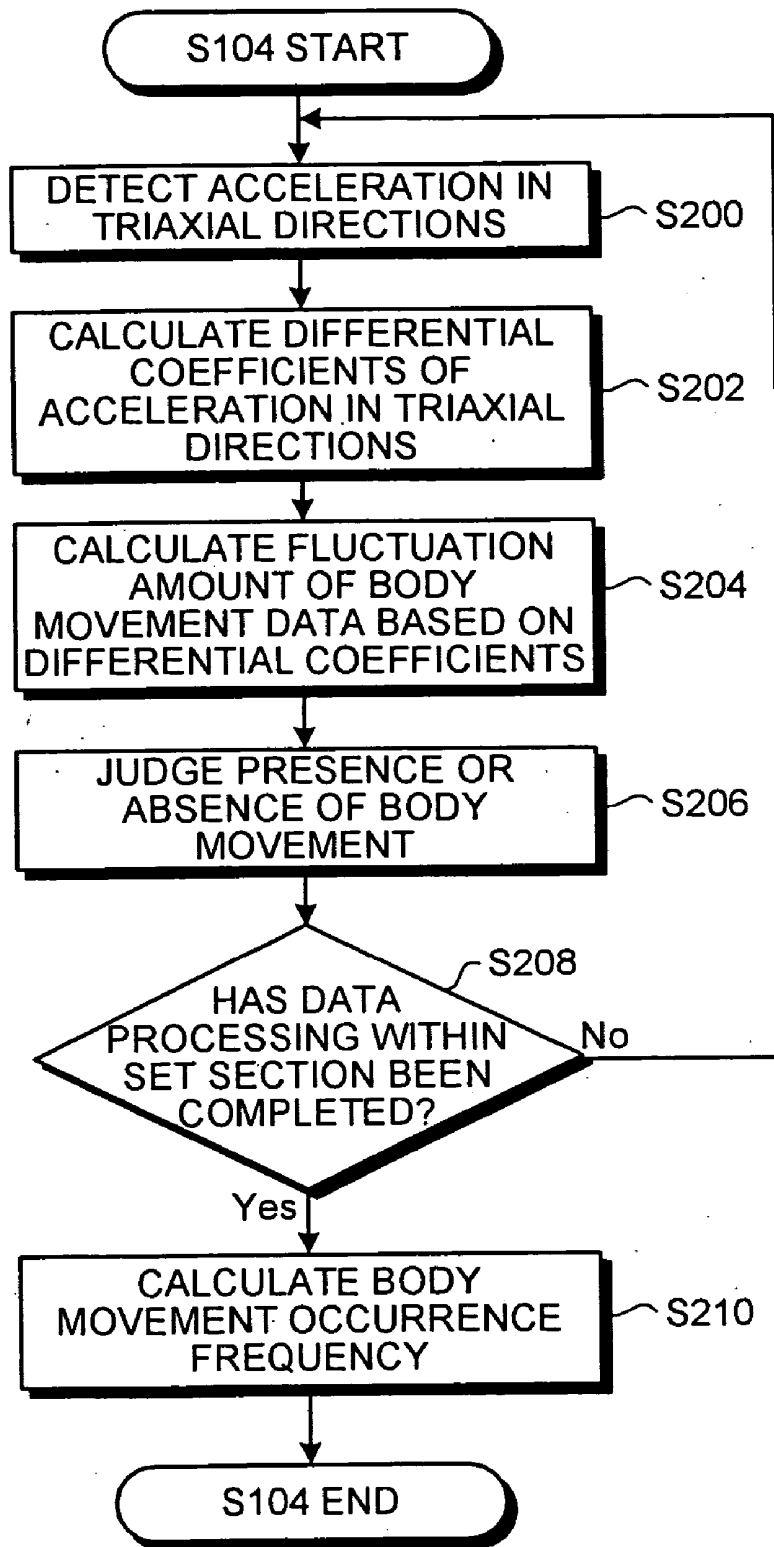 S104 START
DETECT ACCELERATION IN
TRIAXIAL DIRECTIONS
S200
CALCULATE DIFFERENTIAL
COEFFICIENTS OF
ACCELERATION IN TRIAXIAL
DIRECTIONS
S202
CALCULATE FLUCTUATION
AMOUNT OF BODY
MOVEMENT DATA BASED ON
DIFFERENTIAL COEFFICIENTS
S204
JUDGE PRESENCE OR
ABSENCE OF BODY
MOVEMENT
S206
S208
HAS DATA
PROCESSING WITHIN
SET SECTION BEEN
COMPLETED?
No
Yes
CALCULATE BODY
MOVEMENT OCCURRENCE
FREQUENCY
S210
S104 END